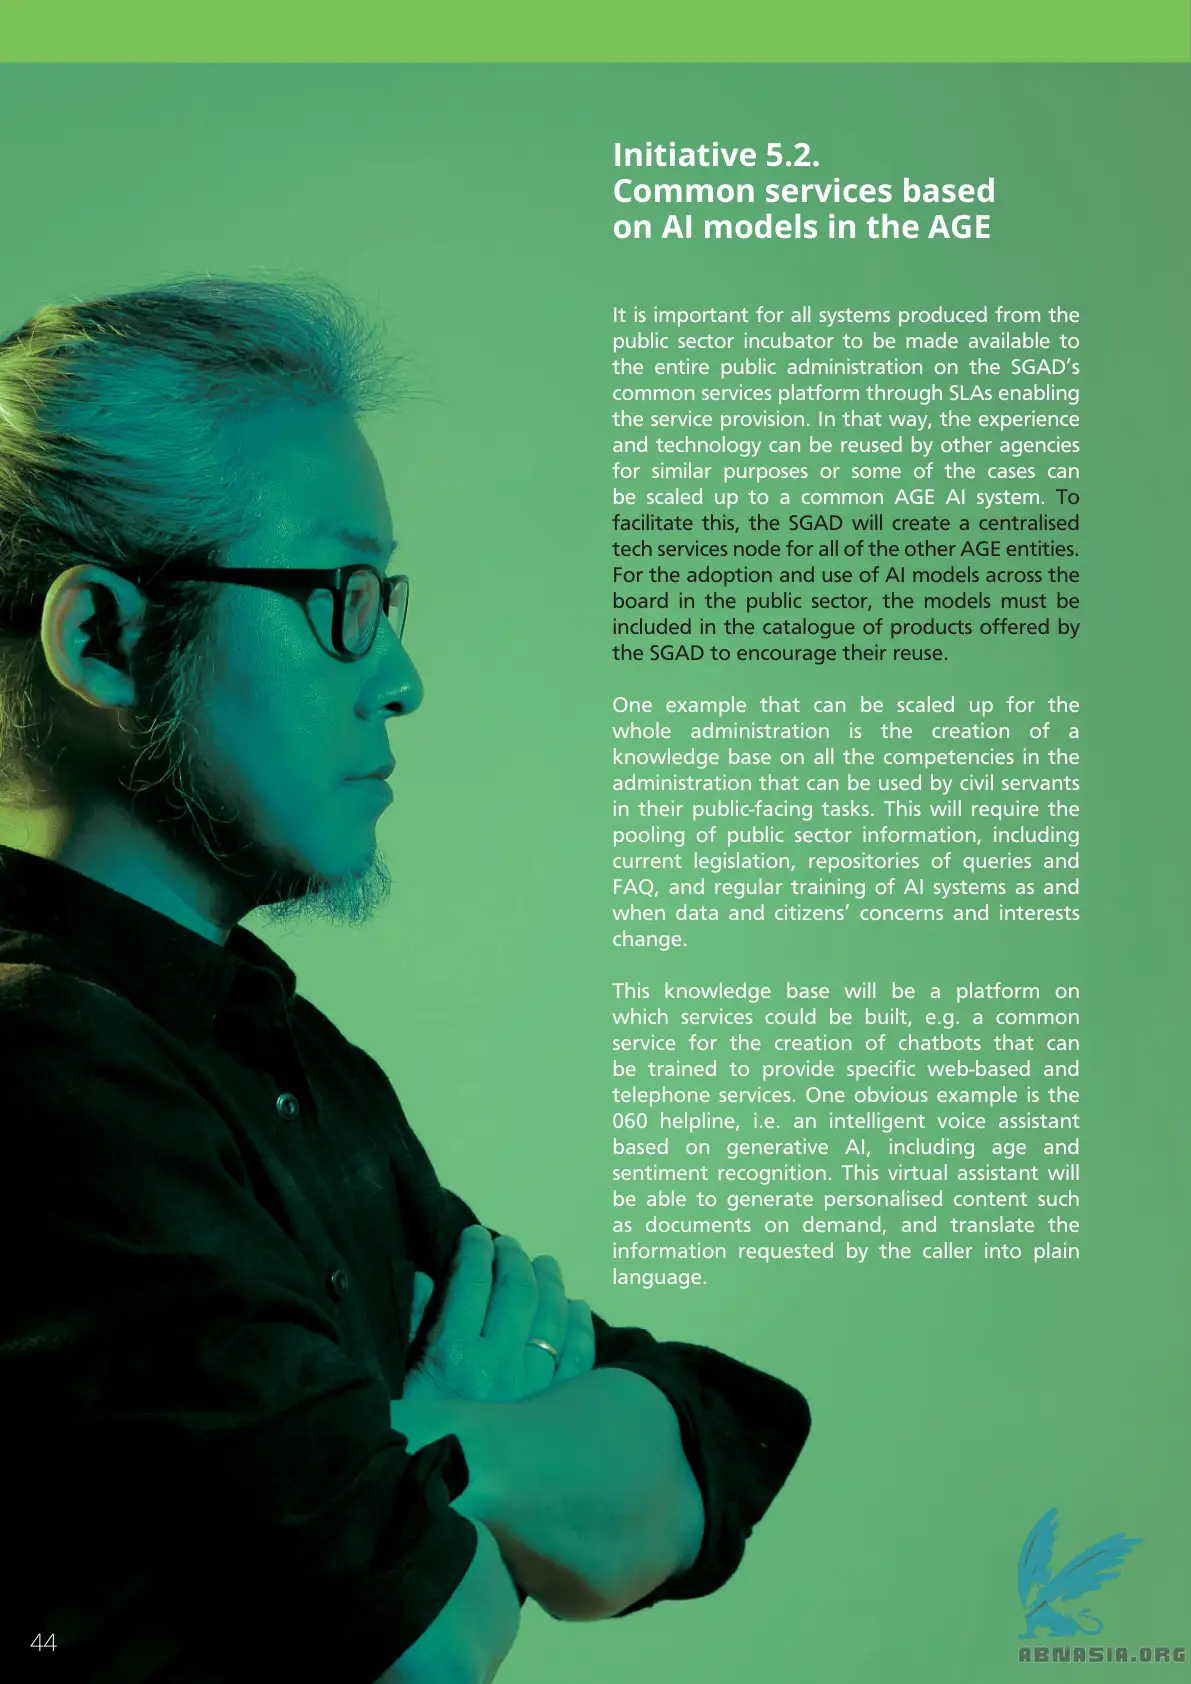 Initiative 5.2.
Common services based
on AI models in the AGE
It is important for all systems produced from the
public sector incubator to be made available to
the entire public administration on the SGAD’s
common services platform through SLAs enabling
the service provision. In that way, the experience
and technology can be reused by other agencies
for similar purposes or some of the cases can
be scaled up to a common AGE AI system. To
facilitate this, the SGAD will create a centralised
tech services node for all of the other AGE entities.
For the adoption and use of AI models across the
board in the public sector, the models must be
included in the catalogue of products offered by
the SGAD to encourage their reuse.
One example that can be scaled up for the
whole administration is the creation of a
knowledge base on all the competencies in the
administration that can be used by civil servants
in their public-facing tasks. This will require the
pooling of public sector information, including
current legislation, repositories of queries and
FAQ, and regular training of AI systems as and
when data and citizens’ concerns and interests
change.
This knowledge base will be a platform on
which services could be built, e.g. a common
service for the creation of chatbots that can
be trained to provide specific web-based and
telephone services. One obvious example is the
060 helpline, i.e. an intelligent voice assistant
based on generative AI, including age and
sentiment recognition. This virtual assistant will
be able to generate personalised content such
as documents on demand, and translate the
information requested by the caller into plain
language.
44
ABNASIA.ORG